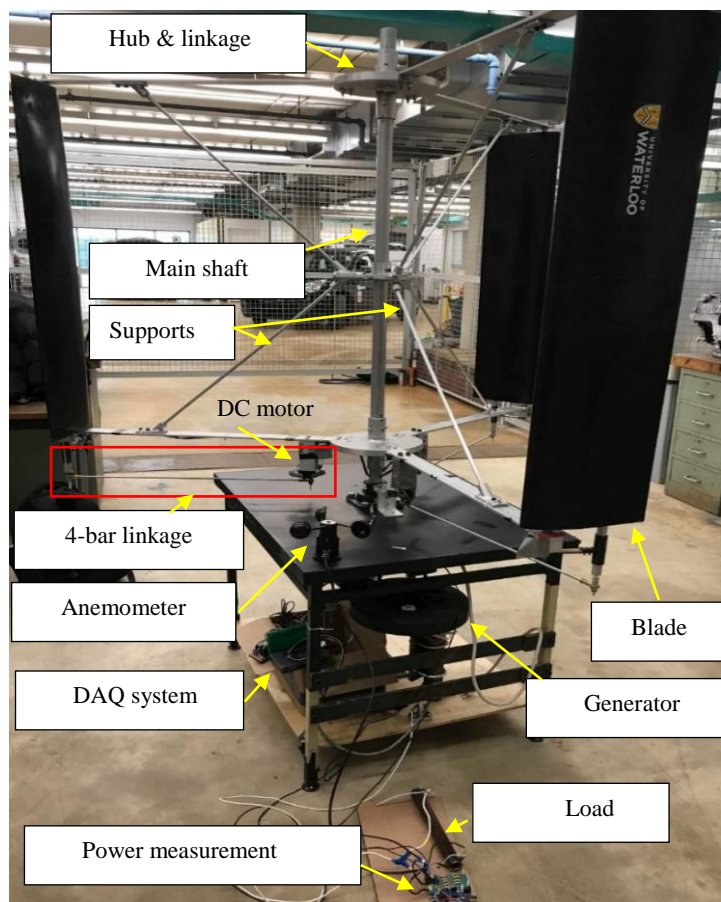 Hub & linkage
UNIVERSITY OF
WATERLOO
Main shaft
Supports
DC motor
4-bar linkage
Anemometer
Blade
DAQ system
Generator
Load
Power measurement